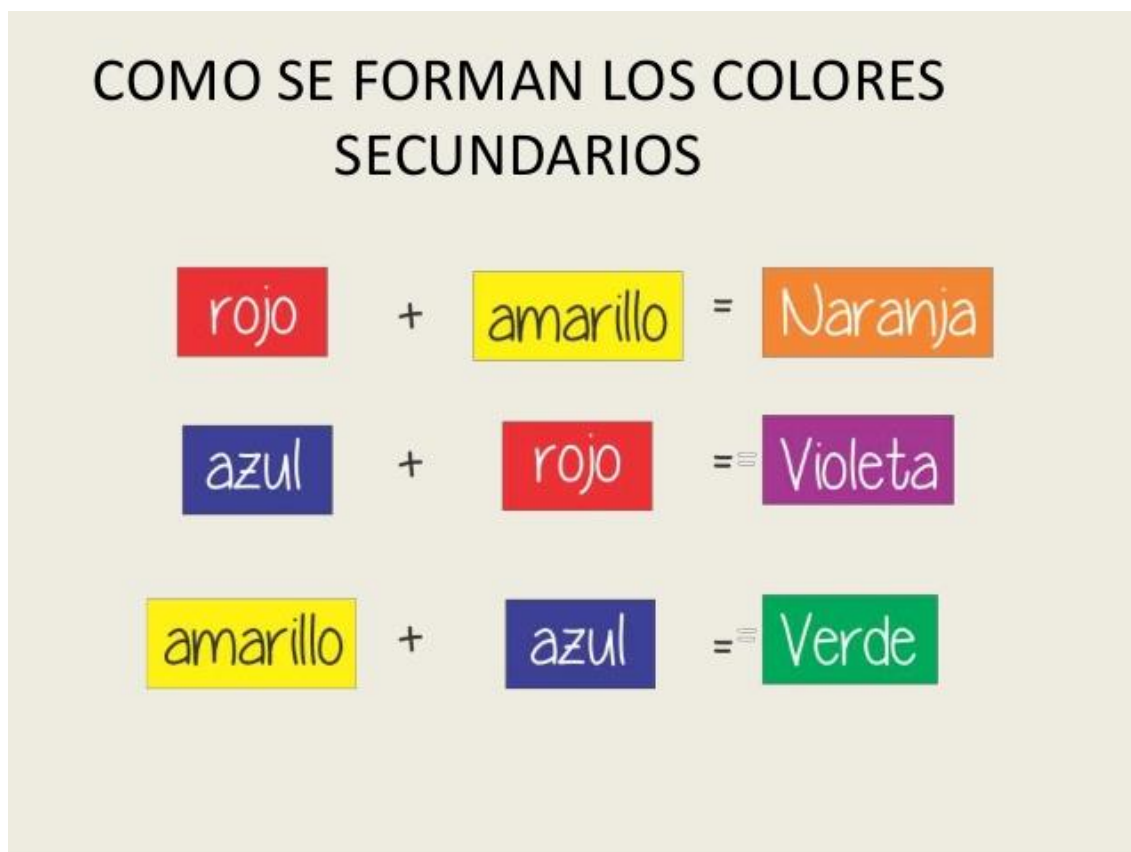 COMO SE FORMAN LOS COLORES
SECUNDARIOS
rojo + amarillo = Naranja
azul + rojo == Violeta
amarillo + azul == Verde